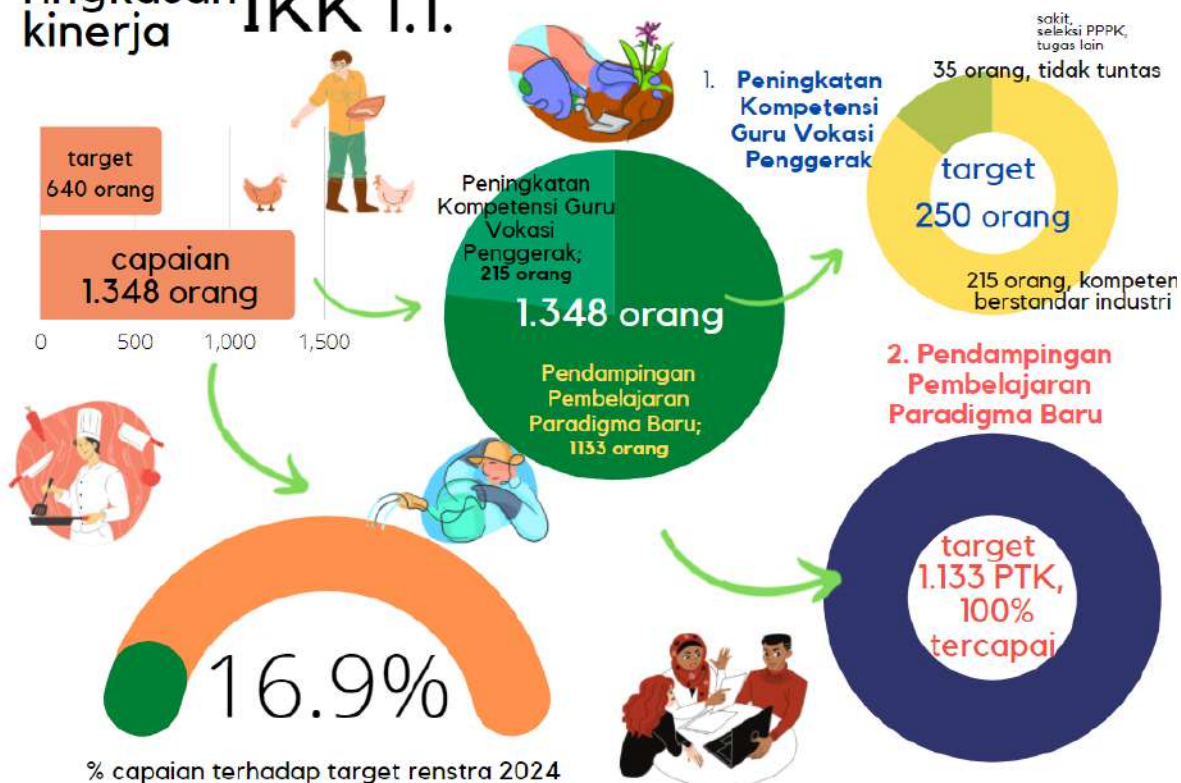 ringkasan
kinerja
IKK 1.1.
target
640 orang
capaian
1.348 orang
0 500 1,000 1,500
Peningkatan
Kompetensi Guru
Vokasi
Penggerak;
215 orang
1.348 orang
Pendampingan
Pembelajaran
Paradigma Baru;
1133 orang
1. Peningkatan
Kompetensi
Guru Vokasi
Penggerak
sakit,
seleksi PPPK,
tugas lain
35 orang, tidak tuntas
target
250 orang
215 orang, kompeten
berstandar industri
2. Pendampingan
Pembelajaran
Paradigma Baru
target
1.133 PTK,
100%
tercapai
16.9%
% capaian terhadap target renstra 2024